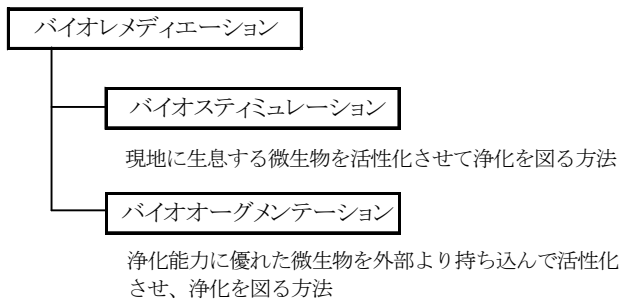 バイオレメディエーション
バイオスティミュレーション
現地に生息する微生物を活性化させて浄化を図る方法
バイオオーグメンテーション
浄化能力に優れた微生物を外部より持ち込んで活性化
させ、浄化を図る方法